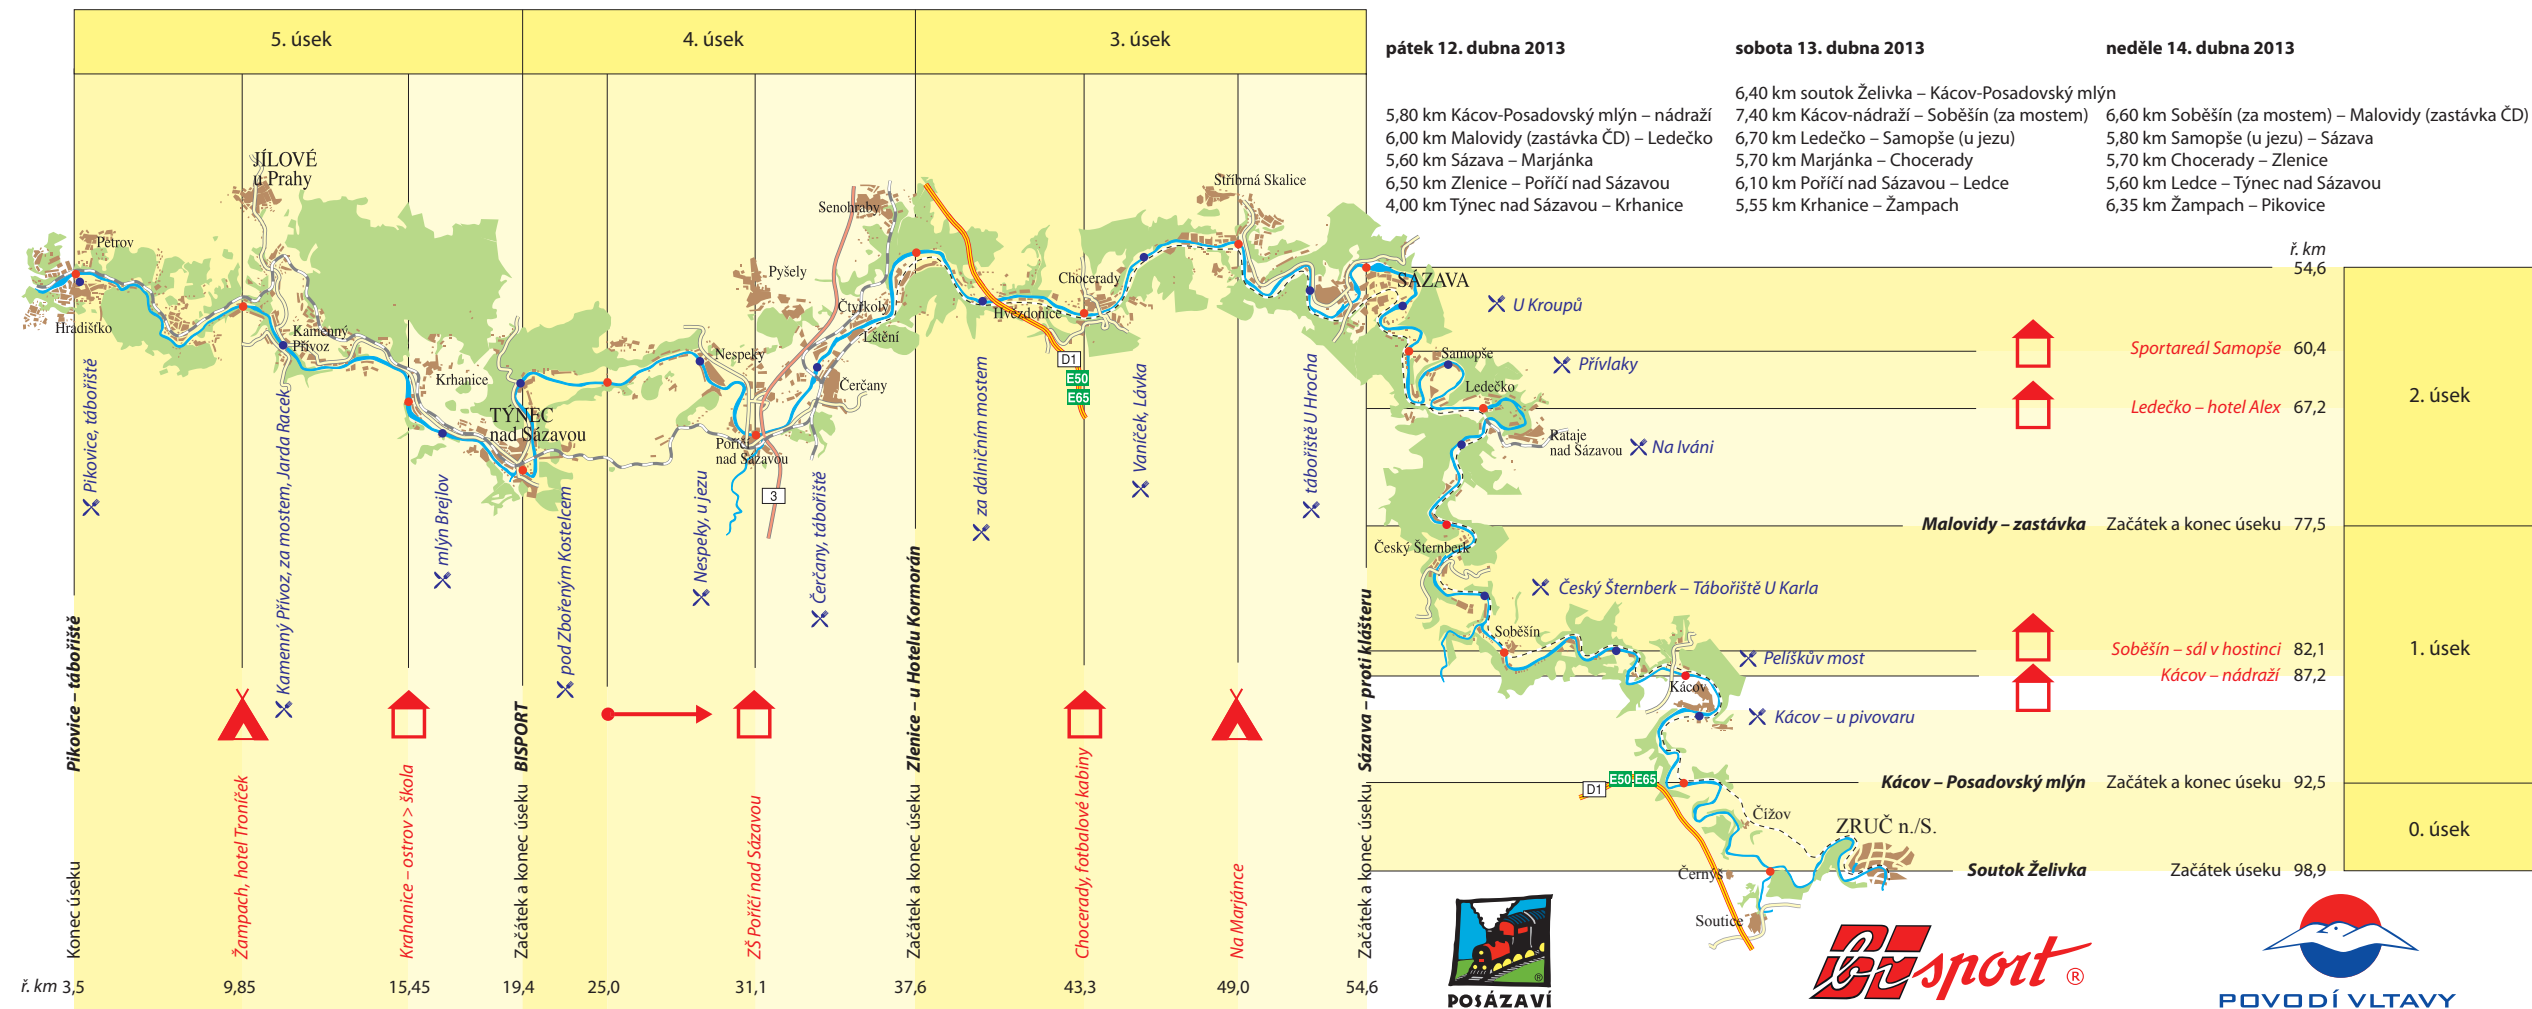 5. úsek
4. úsek
3. úsek
pátek 12. dubna 2013
5,80 km Kácov-Posadovský mlýn – nádraží
6,00 km Malovidy (zastávka ČD) – Ledečko
5,60 km Sázava – Marjánka
6,50 km Zlenice – Poříčí nad Sázavou
4,00 km Týnec nad Sázavou – Krhanice
sobota 13. dubna 2013
6,40 km soutok Želivka – Kácov-Posadovský mlýn
7,40 km Kácov-nádraží – Soběšín (za mostem)
6,70 km Ledečko – Samopše (u jezu)
5,70 km Marjánka – Chocerady
6,10 km Poříčí nad Sázavou – Ledce
5,55 km Krhanice – Žampach
neděle 14. dubna 2013
6,60 km Soběšín (za mostem) – Malovidy (zastávka ČD)
5,80 km Samopše (u jezu) – Sázava
5,70 km Chocerady – Zlenice
5,60 km Ledce – Týnec nad Sázavou
6,35 km Žampach – Pikovice
JÍLOVÉ
u Prahy
Petrov
Hradišťko
Kamenný
Přívoz
Krhanice
TÝNEC
nad Sázavou
Nespeky
Pyšely
Senohraby
Čtyřkoly
Lštění
Čerčany
Poříčí
nad Sázavou
3
Hvězdonice
Chocerady
D1
E50
E65
Stříbrná Skalice
SÁZAVA
Samopše
Ledečko
Rataje
nad Sázavou
Český Šternberk
Soběšín
Kácov
E50 E65
D1
Čížov
ZRUČ n./S.
Černýš
Soutice
Pikovice, tábořiště
Kamenný Přívoz, za mostem, Jarda Racek
mlýn Brejlov
pod Zbořeným Kostelcem
Nespeky, u jezu
Čerčany, tábořiště
za dálničním mostem
Vaníček, Lávka
tábořiště U Hrocha
U Kroupů
Přívlaky
Na Iváni
Český Šternberk – Tábořiště U Karla
Pelíškův most
Kácov – u pivovaru
Konec úseku Pikovice – tábořiště
Žampach, hotel Troníček
Krahanice – ostrov > škola
Začátek a konec úseku BISPORT
ZŠ Poříčí nad Sázavou
Začátek a konec úseku Zlenice – u Hotelu Kormorán
Chocerady, fotbalové kabiny
Na Marjánce
Začátek a konec úseku Sázava – proti klášteru
ř. km 3,5
9,85
15,45
19,4
25,0
31,1
37,6
43,3
49,0
54,6
ř. km
54,6
Sportareál Samopše 60,4
Ledečko – hotel Alex 67,2
2. úsek
Malovidy – zastávka Začátek a konec úseku 77,5
Soběšín – sál v hostinci 82,1
1. úsek
Kácov – nádraží 87,2
Kácov – Posadovský mlýn Začátek a konec úseku 92,5
0. úsek
Soutok Želivka Začátek úseku 98,9
POSÁZAVÍ ®
Bisport ®
POVODÍ VLTAVY